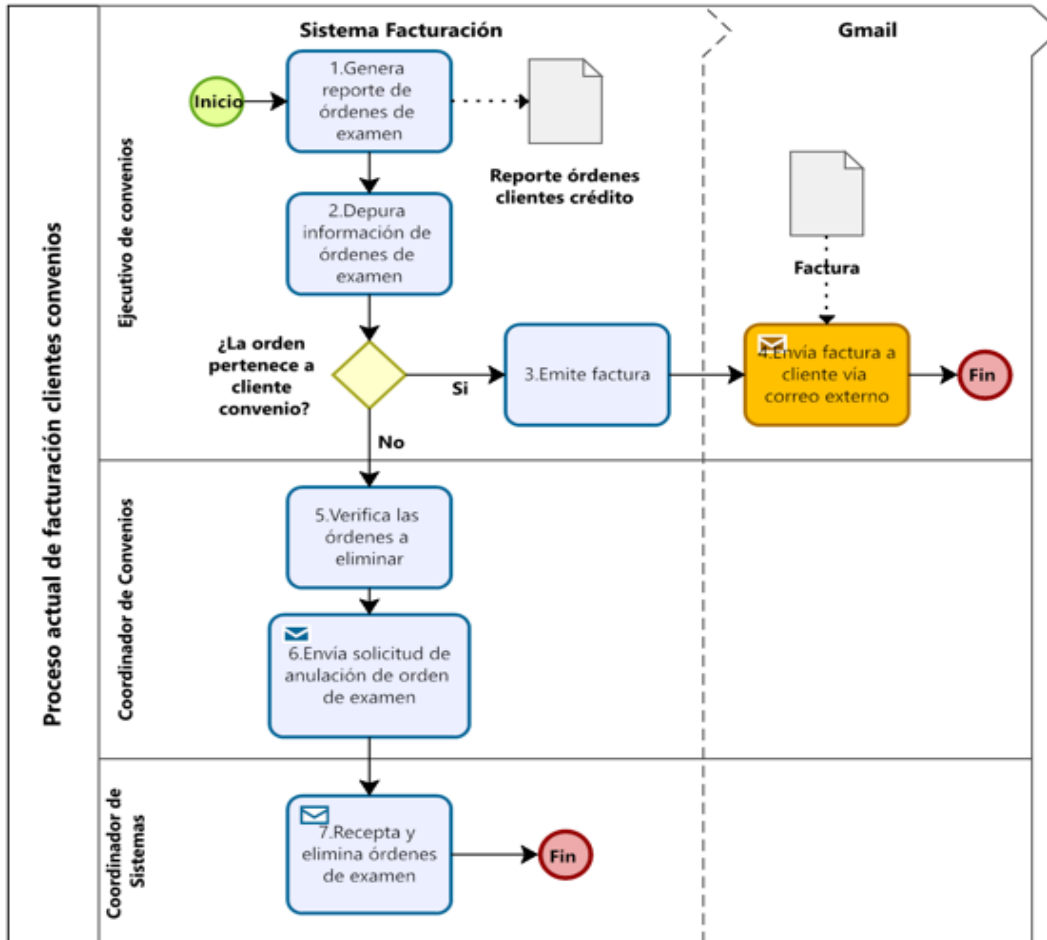 Proceso actual de facturación clientes convenios
Sistema Facturación
Gmail
Ejecutivo de convenios
Inicio
1.Genera
reporte de
órdenes de
examen
Reporte órdenes
clientes crédito
2.Depura
información de
órdenes de
examen
¿La orden
pertenece a
cliente
convenio?
Si
No
3.Emite factura
Factura
4.Envía factura a
cliente vía
correo externo
Fin
Coordinador de Convenios
5.Verifica las
órdenes a
eliminar
6.Envía solicitud de
anulación de orden
de examen
Coordinador de
Sistemas
7.Recepta y
elimina órdenes
de examen
Fin